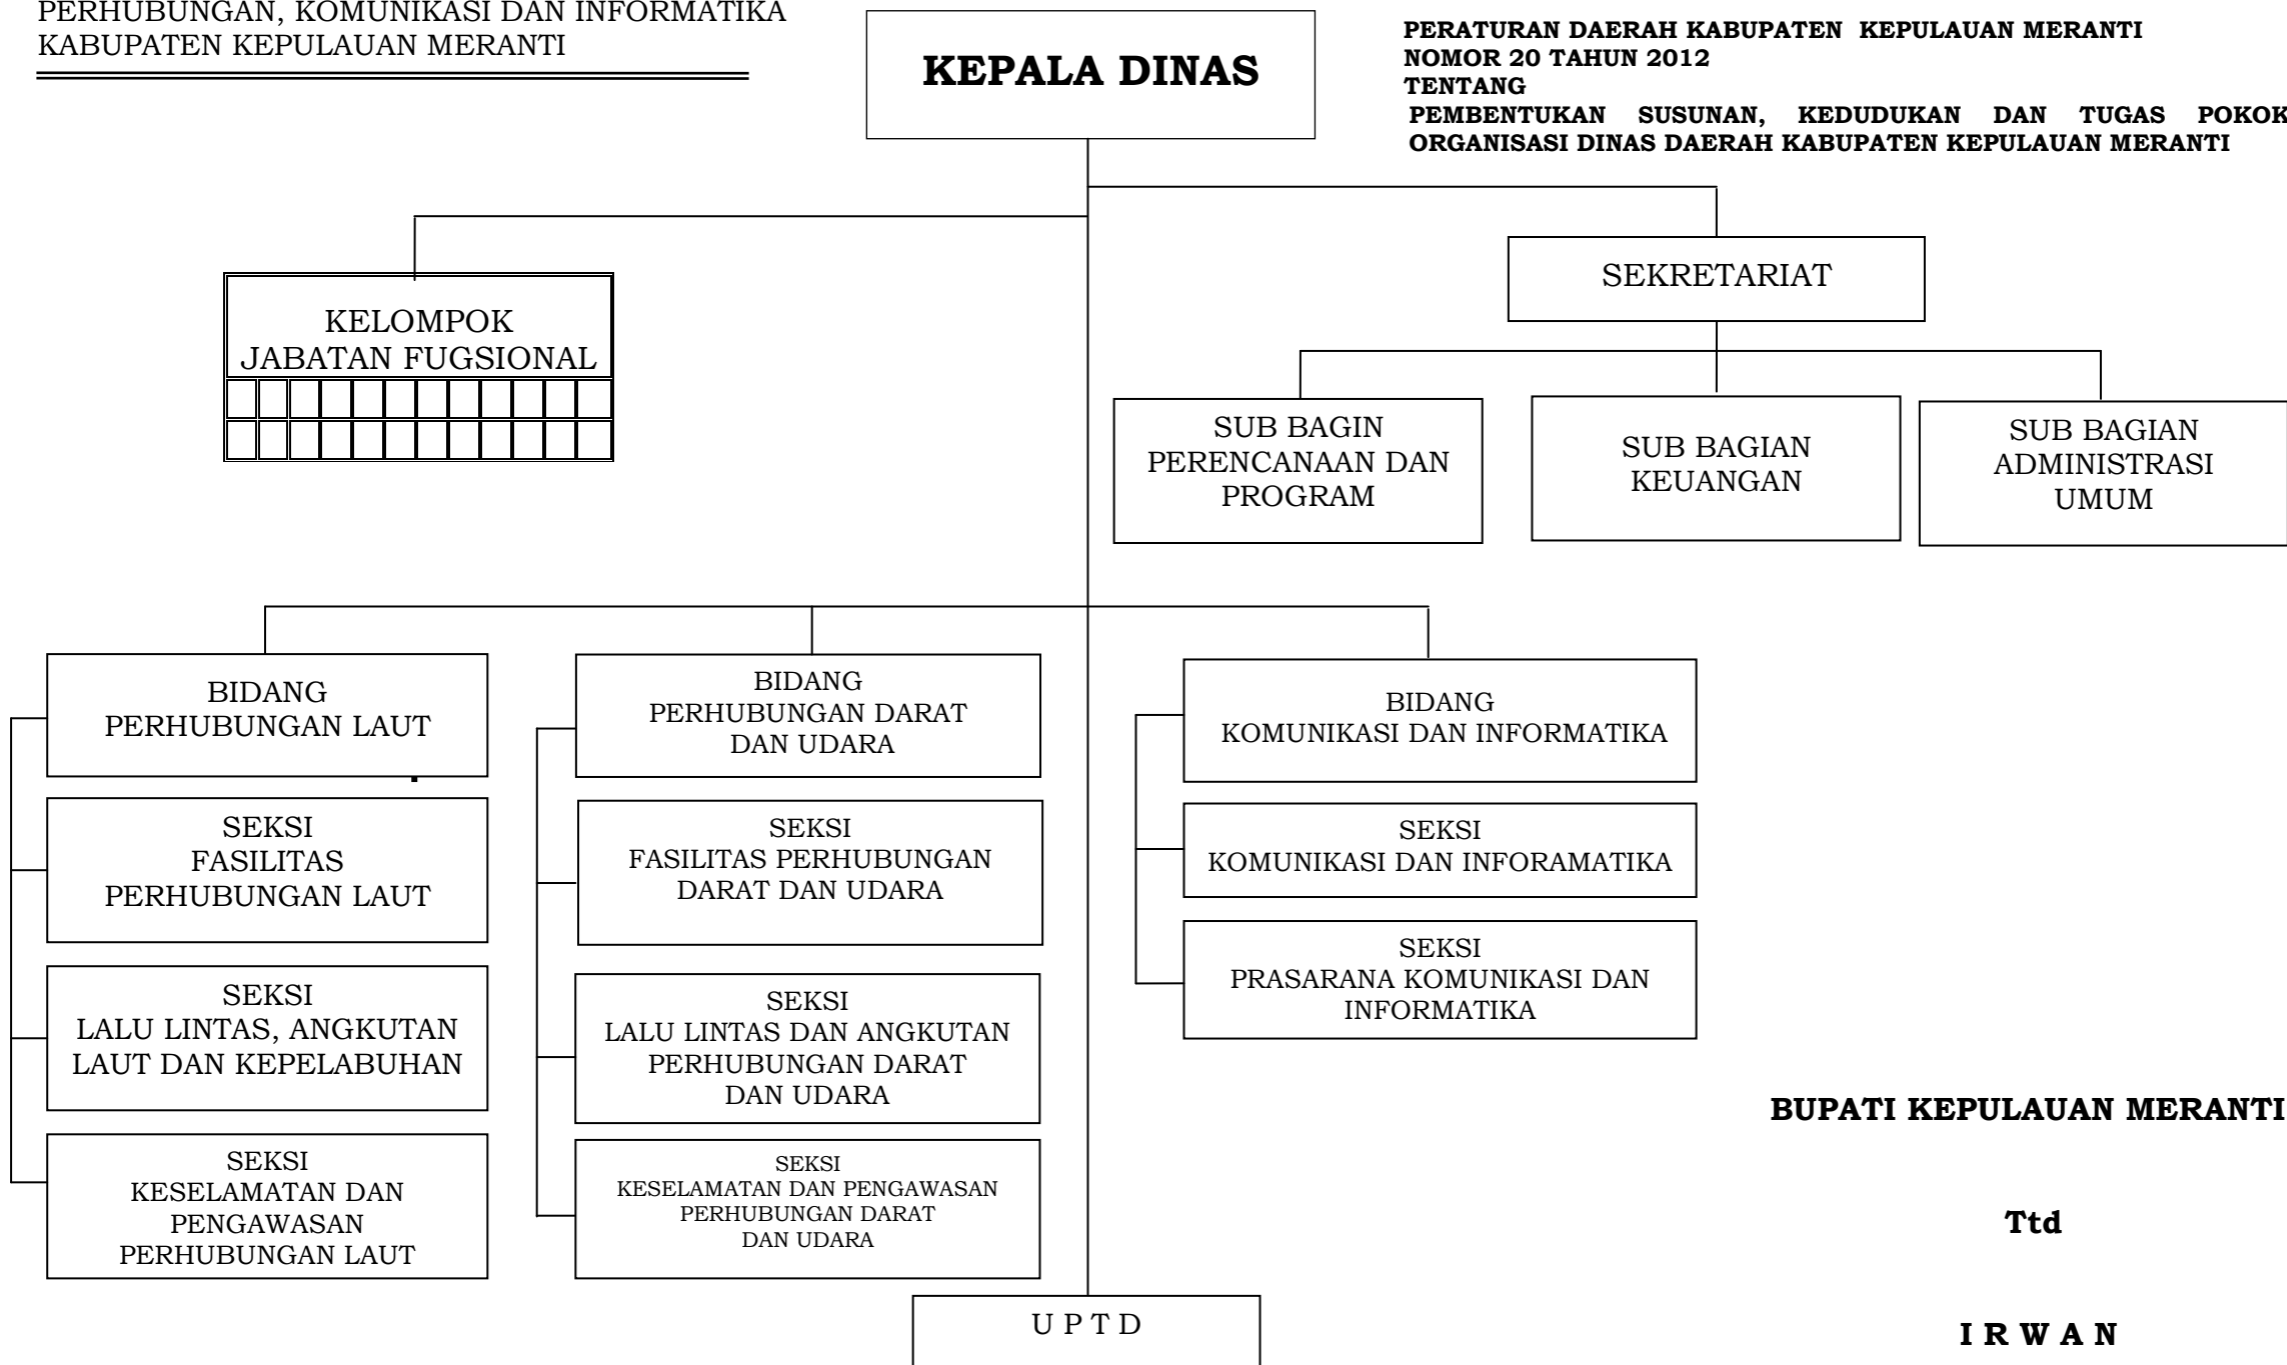 PERHUBUNGAN, KOMUNIKASI DAN INFORMATIKA
KABUPATEN KEPULAUAN MERANTI
KEPALA DINAS
PERATURAN DAERAH KABUPATEN KEPULAUAN MERANTI
NOMOR 20 TAHUN 2012
TENTANG
PEMBENTUKAN SUSUNAN, KEDUDUKAN DAN TUGAS POKOK
ORGANISASI DINAS DAERAH KABUPATEN KEPULAUAN MERANTI
SEKRETARIAT
KELOMPOK
JABATAN FUGSIONAL
SUB BAGIN
PERENCANAAN DAN
PROGRAM
SUB BAGIAN
KEUANGAN
SUB BAGIAN
ADMINISTRASI
UMUM
BIDANG
PERHUBUNGAN LAUT
SEKSI
FASILITAS
PERHUBUNGAN LAUT
SEKSI
LALU LINTAS, ANGKUTAN
LAUT DAN KEPELABUHAN
SEKSI
KESELAMATAN DAN
PENGAWASAN
PERHUBUNGAN LAUT
BIDANG
PERHUBUNGAN DARAT
DAN UDARA
SEKSI
FASILITAS PERHUBUNGAN
DARAT DAN UDARA
SEKSI
LALU LINTAS DAN ANGKUTAN
PERHUBUNGAN DARAT
DAN UDARA
SEKSI
KESELAMATAN DAN PENGAWASAN
PERHUBUNGAN DARAT
DAN UDARA
BIDANG
KOMUNIKASI DAN INFORMATIKA
SEKSI
KOMUNIKASI DAN INFORAMATIKA
SEKSI
PRASARANA KOMUNIKASI DAN
INFORMATIKA
U P T D
BUPATI KEPULAUAN MERANTI
Ttd
I R W A N